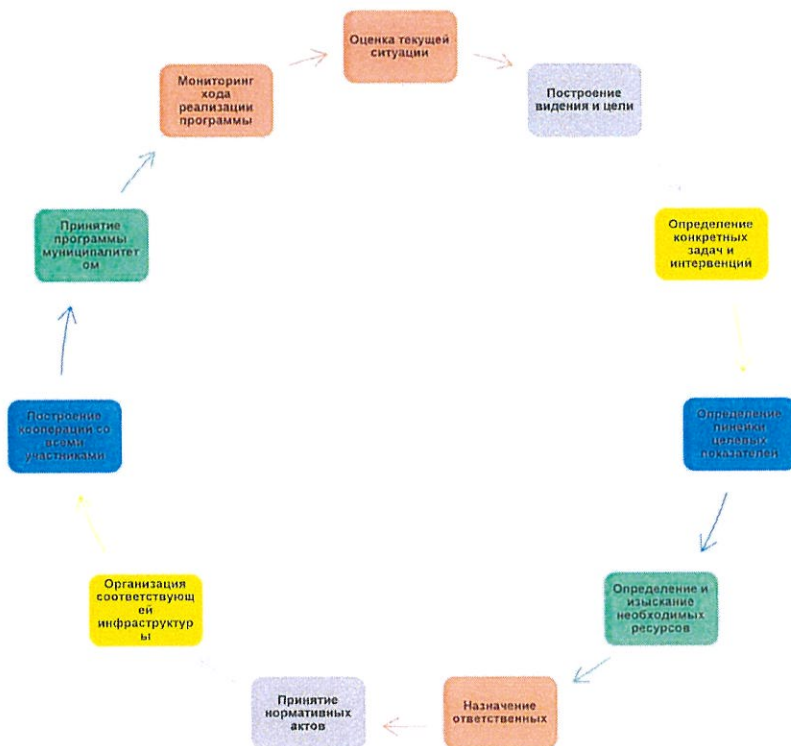 Оценка текущей
ситуации
Построение
видения и цели
Определение
конкретных
задач и
интервенций
Определение
линейки
целевых
показателей
Определение и
изыскание
необходимых
ресурсов
Назначение
ответственных
Принятие
нормативных
актов
Организация
соответствующ
ей
инфраструктур
ы
Построение
коопераций со
всеми
участниками
Принятие
программы
муниципалитет
ом
Мониторинг
хода
реализации
программы